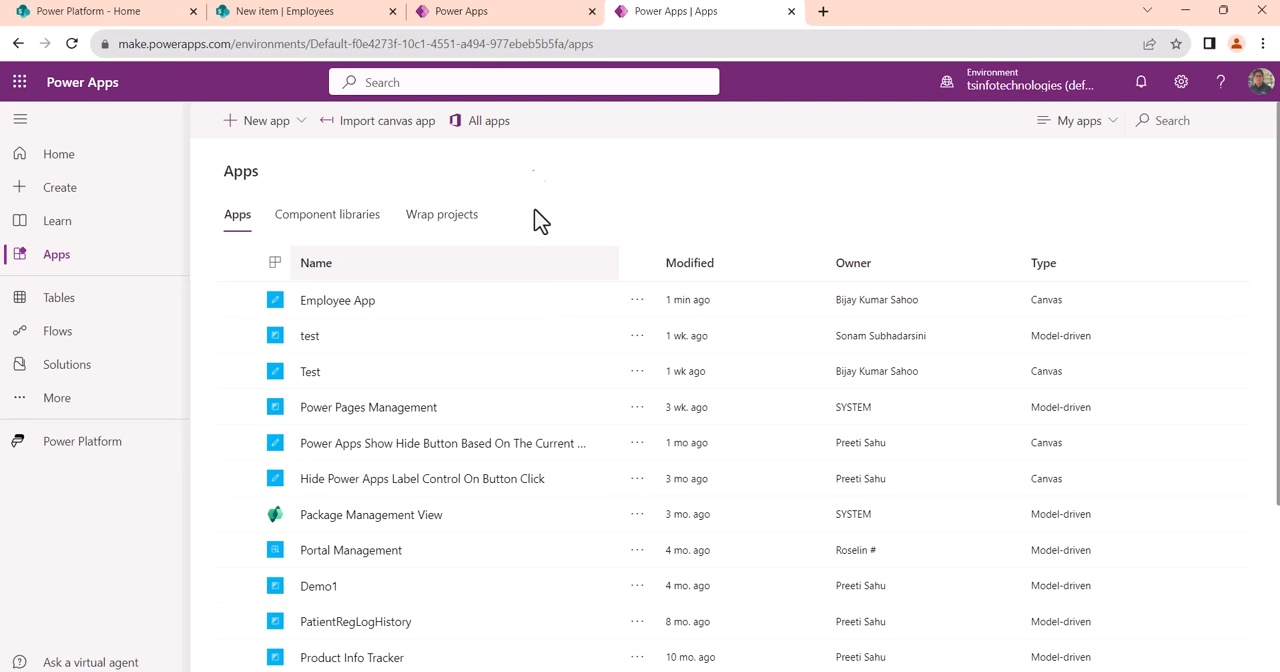 Power Platform - Home
New item | Employees
Power Apps
Power Apps | Apps
make.powerapps.com/environments/Default-f0e4273f-10c1-4551-a494-977ebeb5b5fa/apps
Power Apps
Search
Environment
tsinfotechnologies (def...
New app
Import canvas app
All apps
My apps
Search
Home
Create
Learn
Apps
Tables
Flows
Solutions
More
Power Platform
Ask a virtual agent
Apps
Apps Component libraries Wrap projects
Name Modified Owner Type
Employee App ... 1 min ago Bijay Kumar Sahoo Canvas
test ... 1 wk. ago Sonam Subhadarsini Model-driven
Test ... 1 wk ago Bijay Kumar Sahoo Canvas
Power Pages Management ... 3 wk. ago SYSTEM Model-driven
Power Apps Show Hide Button Based On The Current ... ... 1 mo ago Preeti Sahu Canvas
Hide Power Apps Label Control On Button Click ... 3 mo ago Preeti Sahu Canvas
Package Management View ... 3 mo. ago SYSTEM Model-driven
Portal Management ... 4 mo. ago Roselin # Model-driven
Demo1 ... 4 mo. ago Preeti Sahu Model-driven
PatientRegLogHistory ... 8 mo. ago Preeti Sahu Model-driven
Product Info Tracker ... 10 mo. ago Preeti Sahu Model-driven